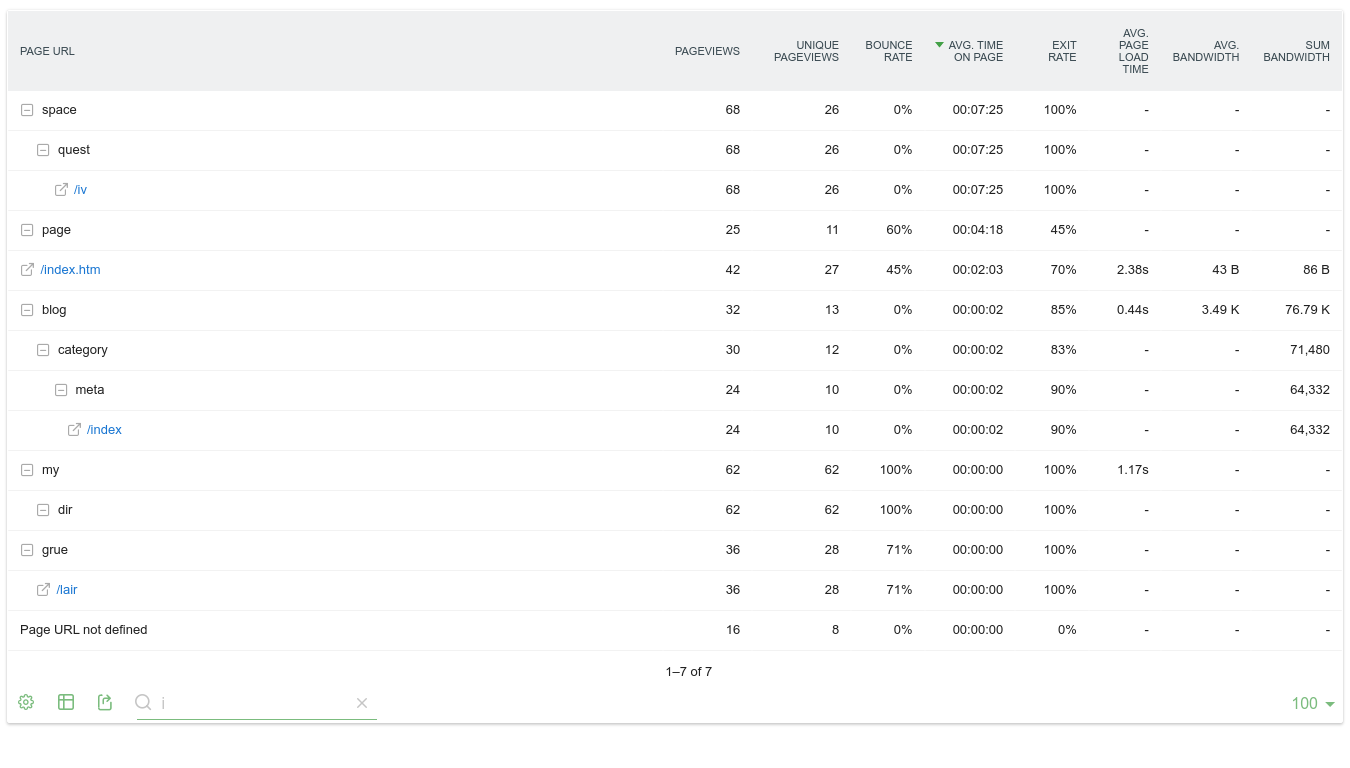 PAGE URL PAGEVIEWS UNIQUE PAGEVIEWS BOUNCE RATE AVG. TIME ON PAGE EXIT RATE AVG. PAGE LOAD TIME AVG. BANDWIDTH SUM BANDWIDTH
space 68 26 0% 00:07:25 100% - - -
quest 68 26 0% 00:07:25 100% - - -
/iv 68 26 0% 00:07:25 100% - - -
page 25 11 60% 00:04:18 45% - - -
/index.htm 42 27 45% 00:02:03 70% 2.38s 43 B 86 B
blog 32 13 0% 00:00:02 85% 0.44s 3.49 K 76.79 K
category 30 12 0% 00:00:02 83% - - 71,480
meta 24 10 0% 00:00:02 90% - - 64,332
/index 24 10 0% 00:00:02 90% - - 64,332
my 62 62 100% 00:00:00 100% 1.17s - -
dir 62 62 100% 00:00:00 100% - - -
grue 36 28 71% 00:00:00 100% - - -
/lair 36 28 71% 00:00:00 100% - - -
Page URL not defined 16 8 0% 00:00:00 0% - - -
1–7 of 7
i 100